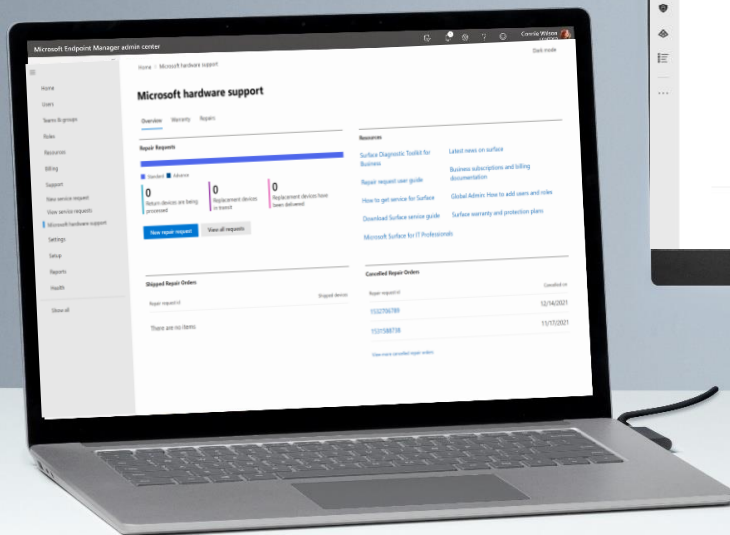 Microsoft Endpoint Manager admin center
Connie Wilson
Home > Microsoft hardware support
Dark mode
Microsoft hardware support
Overview Warranty Repairs
Home
Users
Teams & groups
Roles
Resources
Billing
Support
New service request
View service requests
Microsoft hardware support
Settings
Setup
Reports
Health
Show all
Repair Requests
Standard Advance
0
Return devices are being
processed
0
Replacement devices
in transit
0
Replacement devices have
been delivered
New repair request
View all requests
Resources
Surface Diagnostic Toolkit for
Business
Repair request user guide
How to get service for Surface
Download Surface service guide
Microsoft Surface for IT Professionals
Latest news on surface
Business subscriptions and billing
documentation
Global Admin: How to add users and roles
Surface warranty and protection plans
Shipped Repair Orders
Repair request id Shipped devices
There are no items
Cancelled Repair Orders
Repair request id Cancelled on
1532706789 12/14/2021
1531588738 11/17/2021
View more cancelled repair orders